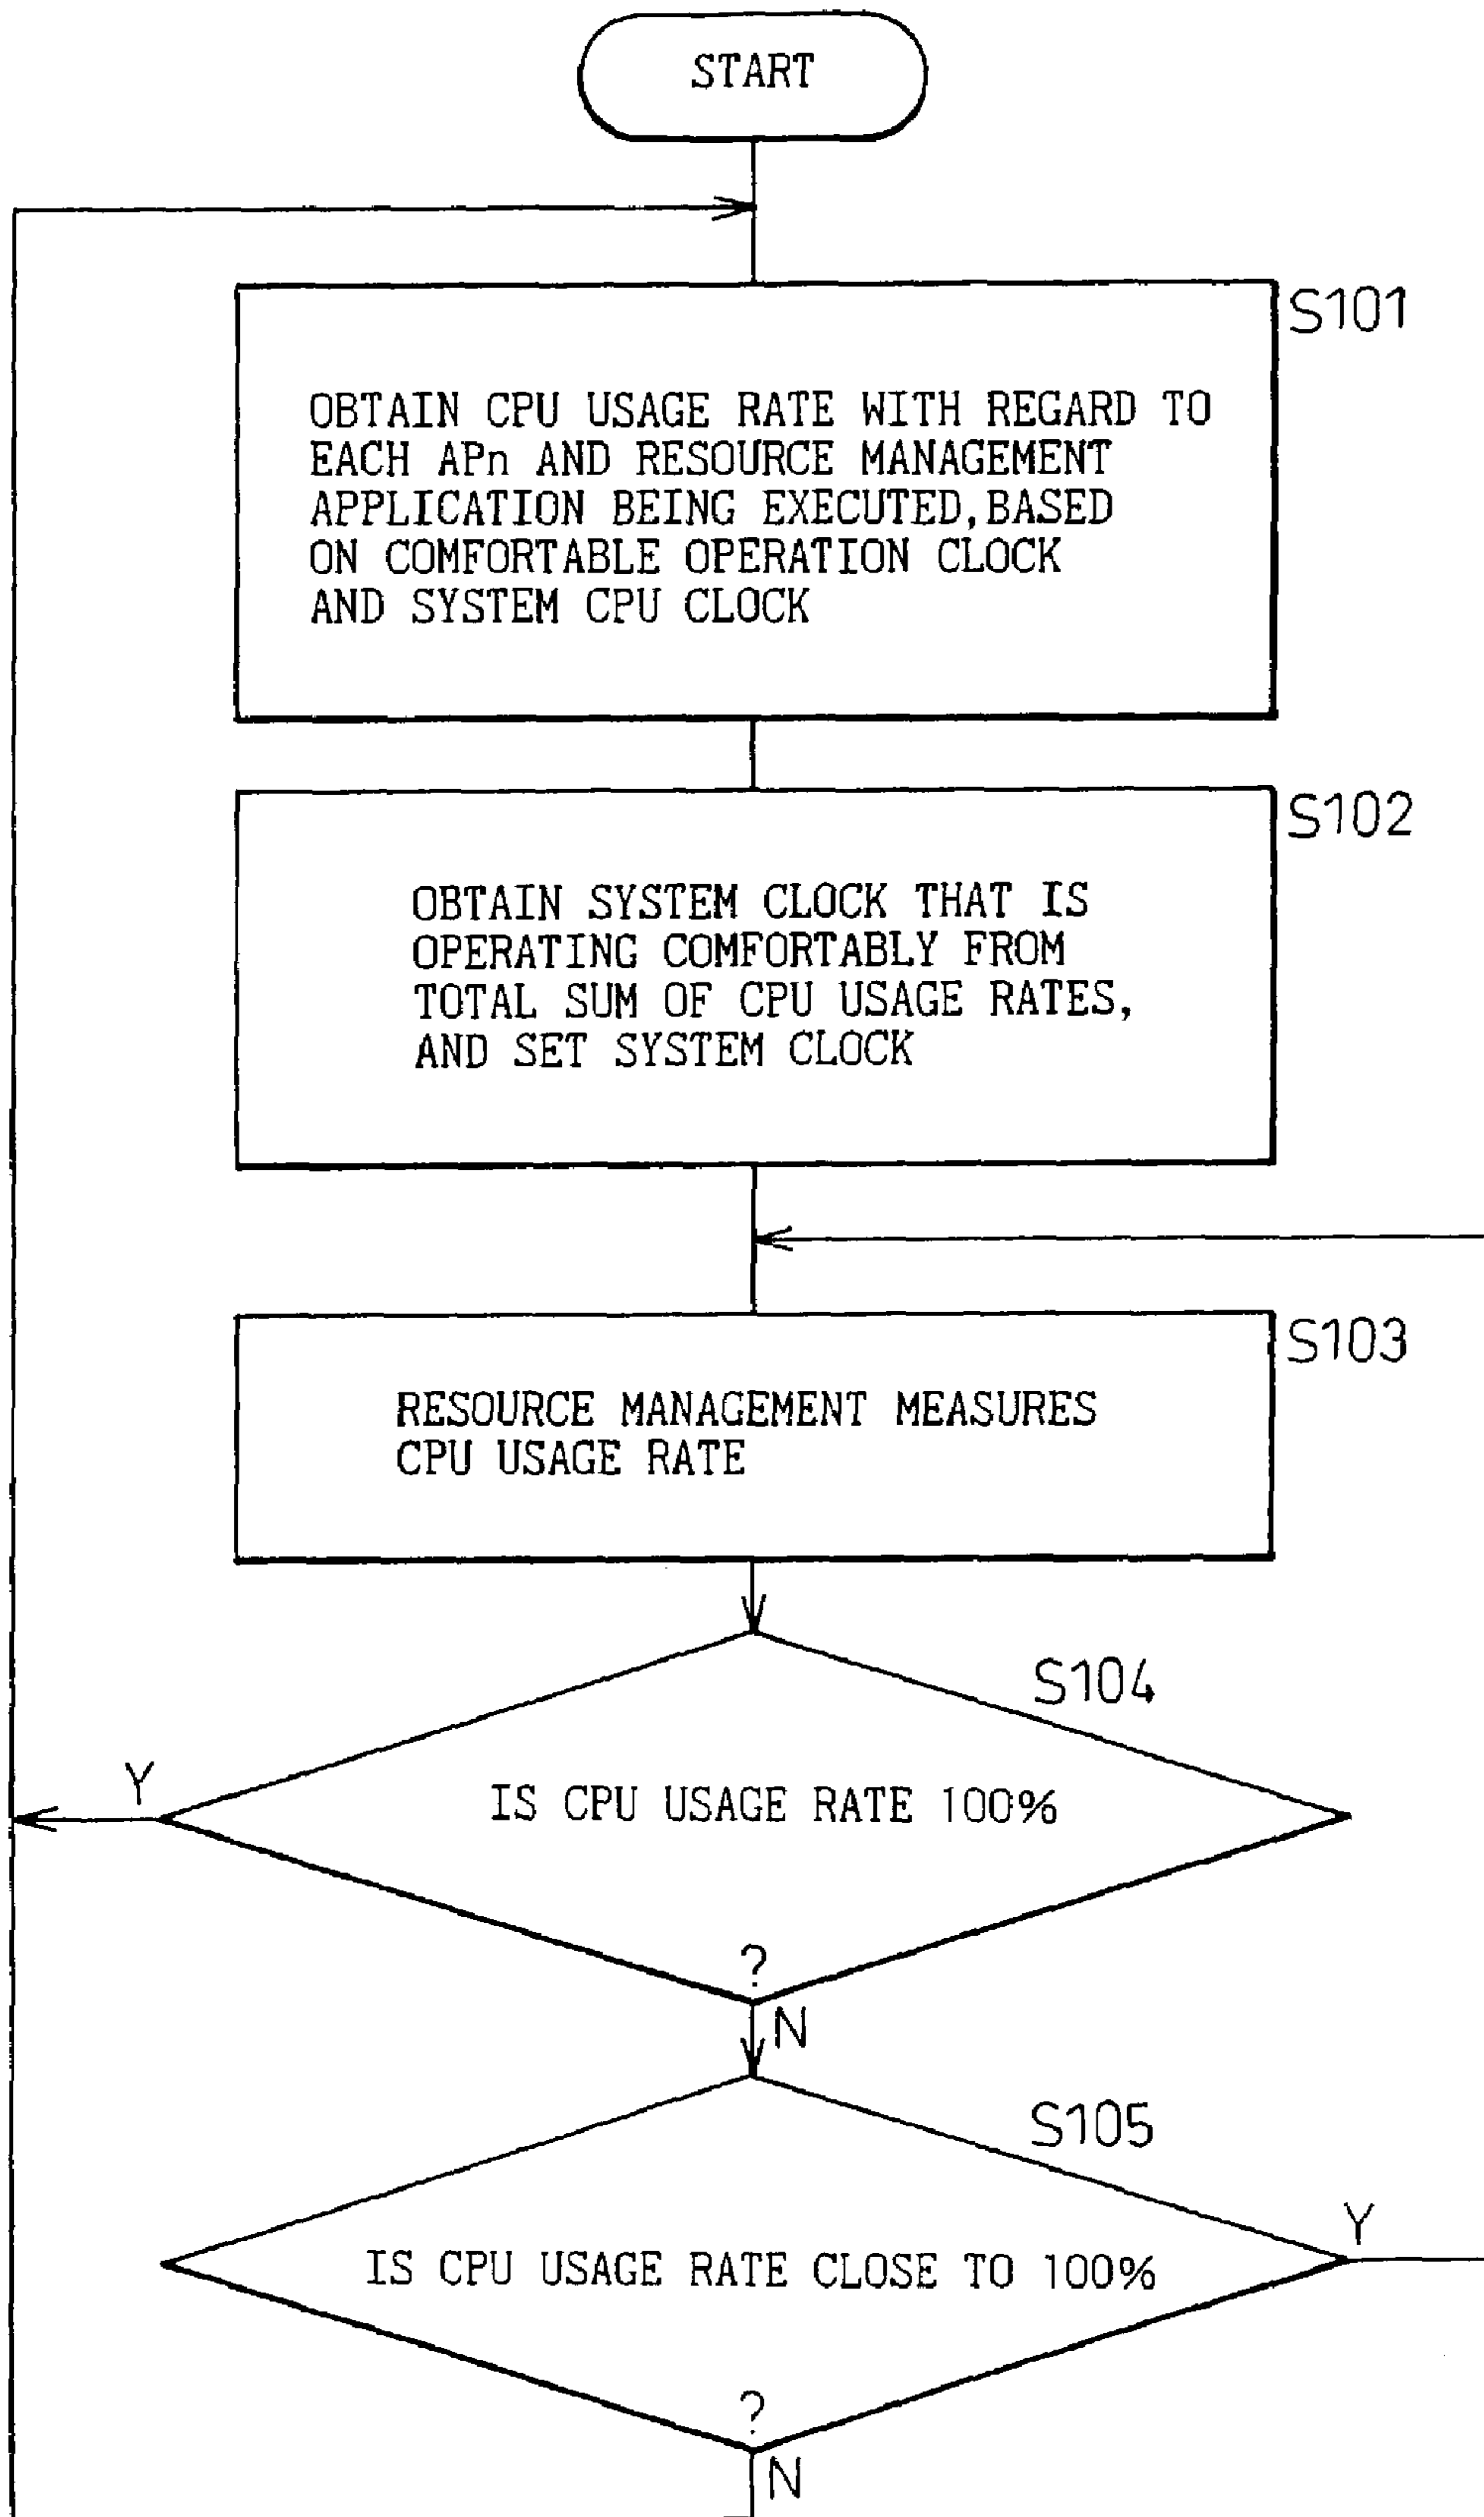 START
S101
OBTAIN CPU USAGE RATE WITH REGARD TO
EACH APn AND RESOURCE MANAGEMENT
APPLICATION BEING EXECUTED,BASED
ON COMFORTABLE OPERATION CLOCK
AND SYSTEM CPU CLOCK
S102
OBTAIN SYSTEM CLOCK THAT IS
OPERATING COMFORTABLY FROM
TOTAL SUM OF CPU USAGE RATES,
AND SET SYSTEM CLOCK
S103
RESOURCE MANAGEMENT MEASURES
CPU USAGE RATE
S104
Y
IS CPU USAGE RATE 100%
?
N
S105
Y
IS CPU USAGE RATE CLOSE TO 100%
?
N